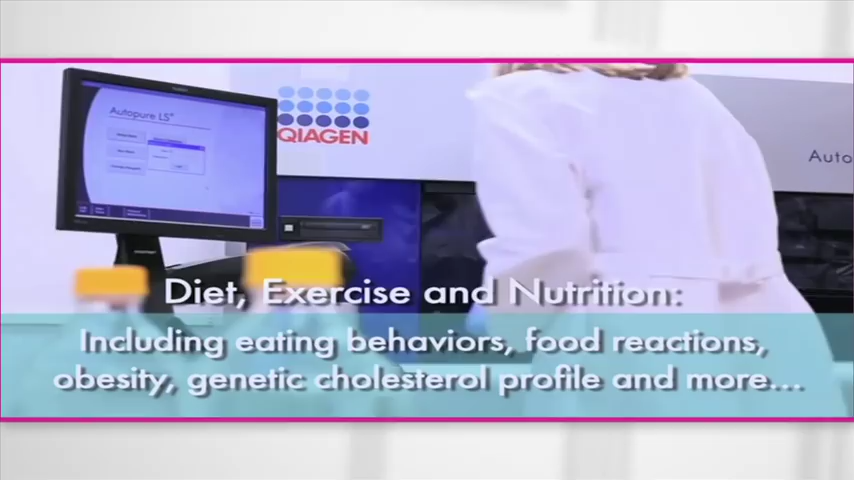 Autopure LS®
QIAGEN
Auto
Diet, Exercise and Nutrition:
Including eating behaviors, food reactions,
obesity, genetic cholesterol profile and more...